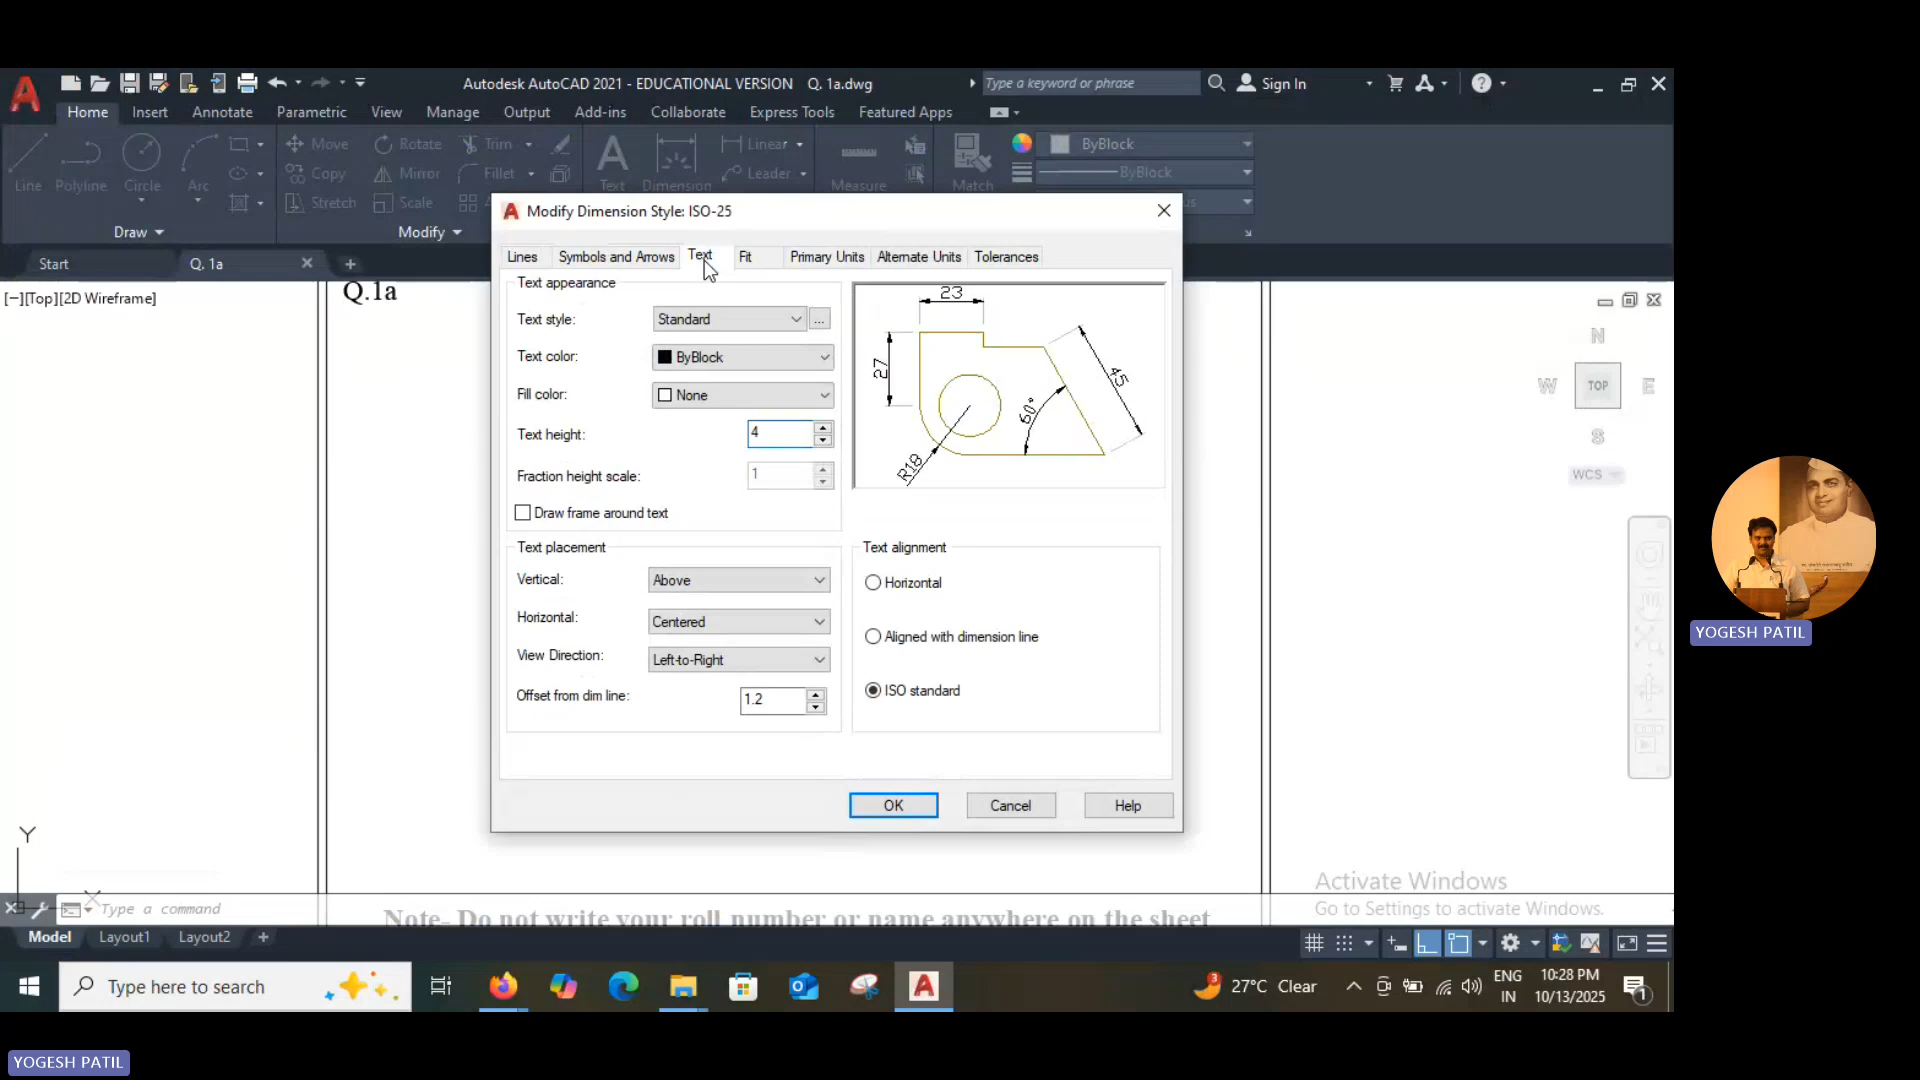 Autodesk AutoCAD 2021 - EDUCATIONAL VERSION Q. 1a.dwg
Type a keyword or phrase
Sign In
Home Insert Annotate Parametric View Manage Output Add-ins Collaborate Express Tools Featured Apps
Move Rotate Trim Linear ByBlock
Copy Mirror Fillet Leader ByBlock
Line Polyline Circle Arc Text Dimension Measure Match
Stretch Scale
Draw Modify
Start Q. 1a
[−][Top][2D Wireframe]
Q.1a
Modify Dimension Style: ISO-25
Lines Symbols and Arrows Text Fit Primary Units Alternate Units Tolerances
Text appearance
Text style: Standard ...
Text color: ByBlock
Fill color: None
Text height: 4
Fraction height scale: 1
Draw frame around text
23
27
45
60°
R18
Text placement
Vertical: Above
Horizontal: Centered
View Direction: Left-to-Right
Offset from dim line: 1.2
Text alignment
Horizontal
Aligned with dimension line
ISO standard
OK Cancel Help
N
W TOP E
S
WCS
YOGESH PATIL
Y
X
Type a command
Note- Do not write your roll number or name anywhere on the sheet
Activate Windows
Go to Settings to activate Windows.
Model Layout1 Layout2
Type here to search
3
27°C Clear
ENG
IN
10:28 PM
10/13/2025
1
YOGESH PATIL